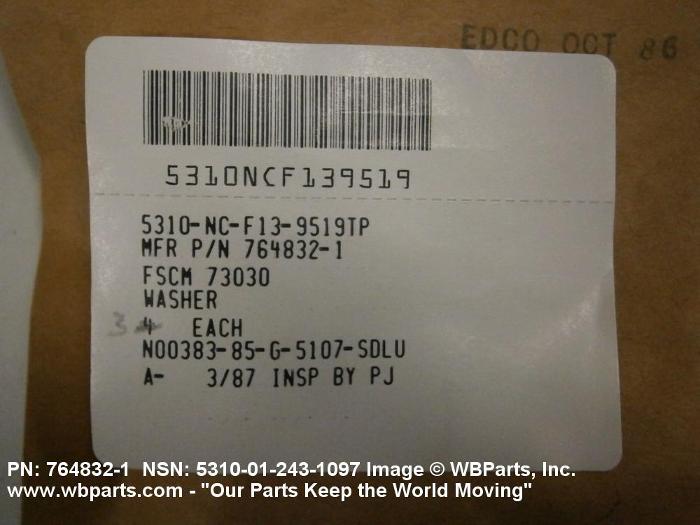 EDCO OCT 86
5310NCF139519
5310-NC-F13-9519TP
MFR P/N 764832-1
FSCM 73030
WASHER
3 4 EACH
N00383-85-G-5107-SDLU
A- 3/87 INSP BY PJ
PN: 764832-1 NSN: 5310-01-243-1097 Image © WBParts, Inc.
www.wbparts.com - "Our Parts Keep the World Moving"